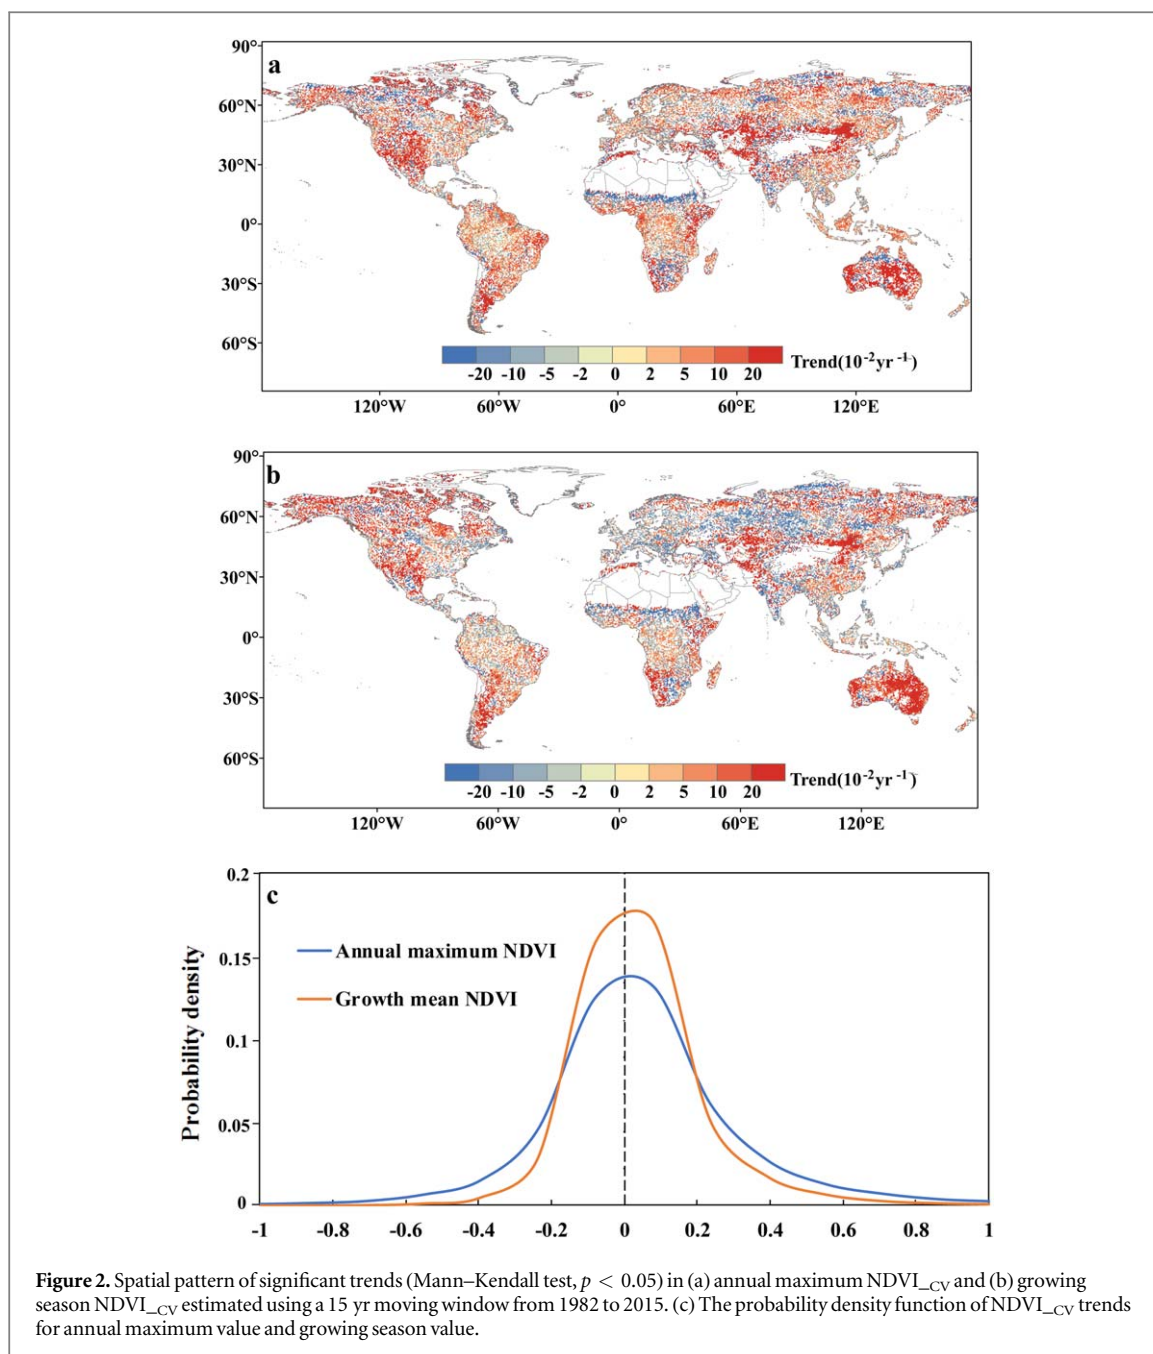 90°
a
60°N
30°N
0°
30°S
60°S
-20 -10 -5 -2 0 2 5 10 20 Trend(10-2yr -1)
120°W 60°W 0° 60°E 120°E
90°
b
60°N
30°N
0°
30°S
60°S
-20 -10 -5 -2 0 2 5 10 20 Trend(10-2yr -1)
120°W 60°W 0° 60°E 120°E
0.2
c
0.15
0.1
0.05
0
Probability density
Annual maximum NDVI
Growth mean NDVI
-1 -0.8 -0.6 -0.4 -0.2 0 0.2 0.4 0.6 0.8 1
Figure 2. Spatial pattern of significant trends (Mann–Kendall test, p < 0.05) in (a) annual maximum NDVI_CV and (b) growing
season NDVI_CV estimated using a 15 yr moving window from 1982 to 2015. (c) The probability density function of NDVI_CV trends
for annual maximum value and growing season value.